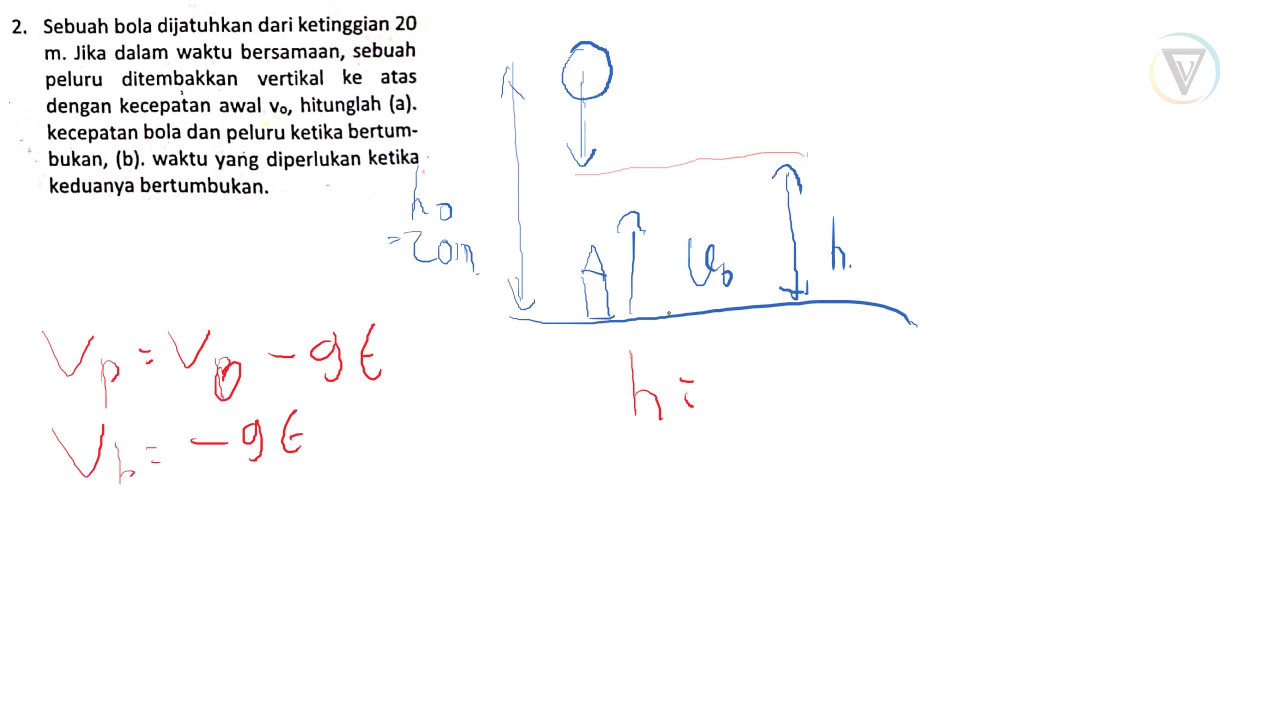 2. Sebuah bola dijatuhkan dari ketinggian 20
m. Jika dalam waktu bersamaan, sebuah
peluru ditembakkan vertikal ke atas
dengan kecepatan awal v₀, hitunglah (a).
kecepatan bola dan peluru ketika bertum-
bukan, (b). waktu yang diperlukan ketika
keduanya bertumbukan.
h₀
= 20m.
v₀
h.
Vp = V₀ - gt
Vb = - gt
h =